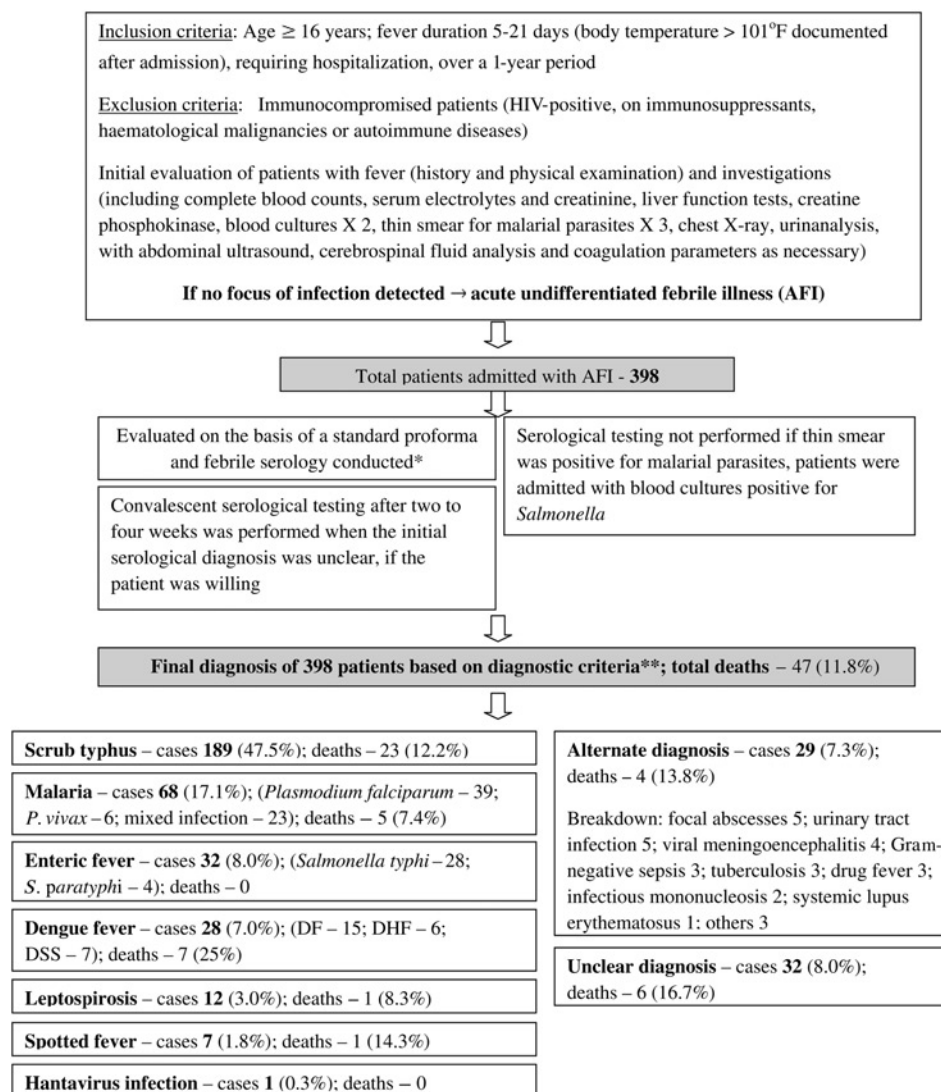 Inclusion criteria: Age ≥ 16 years; fever duration 5-21 days (body temperature > 101°F documented
after admission), requiring hospitalization, over a 1-year period
Exclusion criteria: Immunocompromised patients (HIV-positive, on immunosuppressants,
haematological malignancies or autoimmune diseases)
Initial evaluation of patients with fever (history and physical examination) and investigations
(including complete blood counts, serum electrolytes and creatinine, liver function tests, creatine
phosphokinase, blood cultures X 2, thin smear for malarial parasites X 3, chest X-ray, urinanalysis,
with abdominal ultrasound, cerebrospinal fluid analysis and coagulation parameters as necessary)
If no focus of infection detected → acute undifferentiated febrile illness (AFI)
Total patients admitted with AFI - 398
Evaluated on the basis of a standard proforma
and febrile serology conducted*
Convalescent serological testing after two to
four weeks was performed when the initial
serological diagnosis was unclear, if the
patient was willing
Serological testing not performed if thin smear
was positive for malarial parasites, patients were
admitted with blood cultures positive for
Salmonella
Final diagnosis of 398 patients based on diagnostic criteria**; total deaths – 47 (11.8%)
Scrub typhus – cases 189 (47.5%); deaths – 23 (12.2%)
Malaria – cases 68 (17.1%); (Plasmodium falciparum – 39;
P. vivax – 6; mixed infection – 23); deaths – 5 (7.4%)
Enteric fever – cases 32 (8.0%); (Salmonella typhi – 28;
S. paratyphi – 4); deaths – 0
Dengue fever – cases 28 (7.0%); (DF – 15; DHF – 6;
DSS – 7); deaths – 7 (25%)
Leptospirosis – cases 12 (3.0%); deaths – 1 (8.3%)
Spotted fever – cases 7 (1.8%); deaths – 1 (14.3%)
Hantavirus infection – cases 1 (0.3%); deaths – 0
Alternate diagnosis – cases 29 (7.3%);
deaths – 4 (13.8%)
Breakdown: focal abscesses 5; urinary tract
infection 5; viral meningoencephalitis 4; Gram-
negative sepsis 3; tuberculosis 3; drug fever 3;
infectious mononucleosis 2; systemic lupus
erythematosus 1; others 3
Unclear diagnosis – cases 32 (8.0%);
deaths – 6 (16.7%)